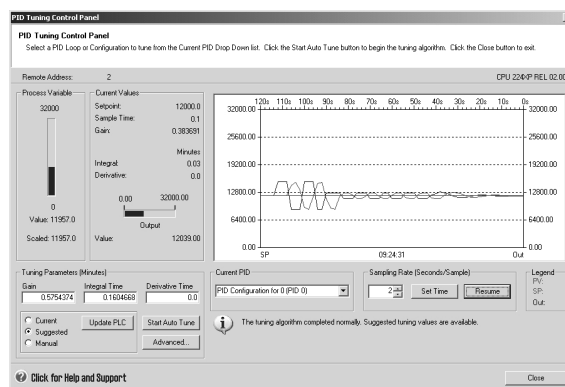 PID Tuning Control Panel
PID Tuning Control Panel
Select a PID Loop or Configuration to tune from the Current PID Drop Down list. Click the Start Auto Tune button to begin the tuning algorithm. Click the Close button to exit.
Remote Address: 2 CPU 224XP REL 02.00
Process Variable
32000
0
Value: 11957.0
Scaled: 11957.0
Current Values
Setpoint: 12000.0
Sample Time: 0.1
Gain: 0.383691
Minutes
Integral: 0.03
Derivative: 0.0
0.00 32000.00
Output
Value: 12039.00
120s 110s 100s 90s 80s 70s 60s 50s 40s 30s 20s 10s 0s
32000.00 32000.00
25600.00 25600.00
19200.00 19200.00
12800.00 12800.00
6400.00 6400.00
0.00 0.00
SP 09:24:31 Out
Tuning Parameters (Minutes)
Gain Integral Time Derivative Time
0.5754374 0.1604668 0.0
Current
Suggested
Manual
Update PLC
Start Auto Tune
Advanced...
Current PID
PID Configuration for 0 (PID 0)
Sampling Rate (Seconds/Sample)
2 Set Time Resume
Legend
PV:
SP:
Out:
The tuning algorithm completed normally. Suggested tuning values are available.
Click for Help and Support
Close